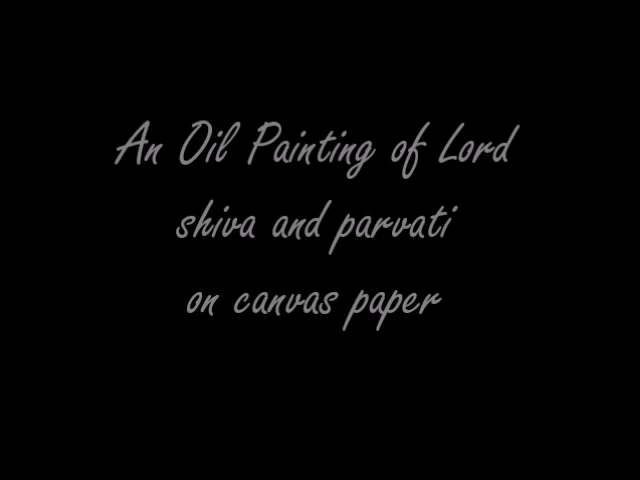 An Oil Painting of Lord
shiva and parvati
on canvas paper